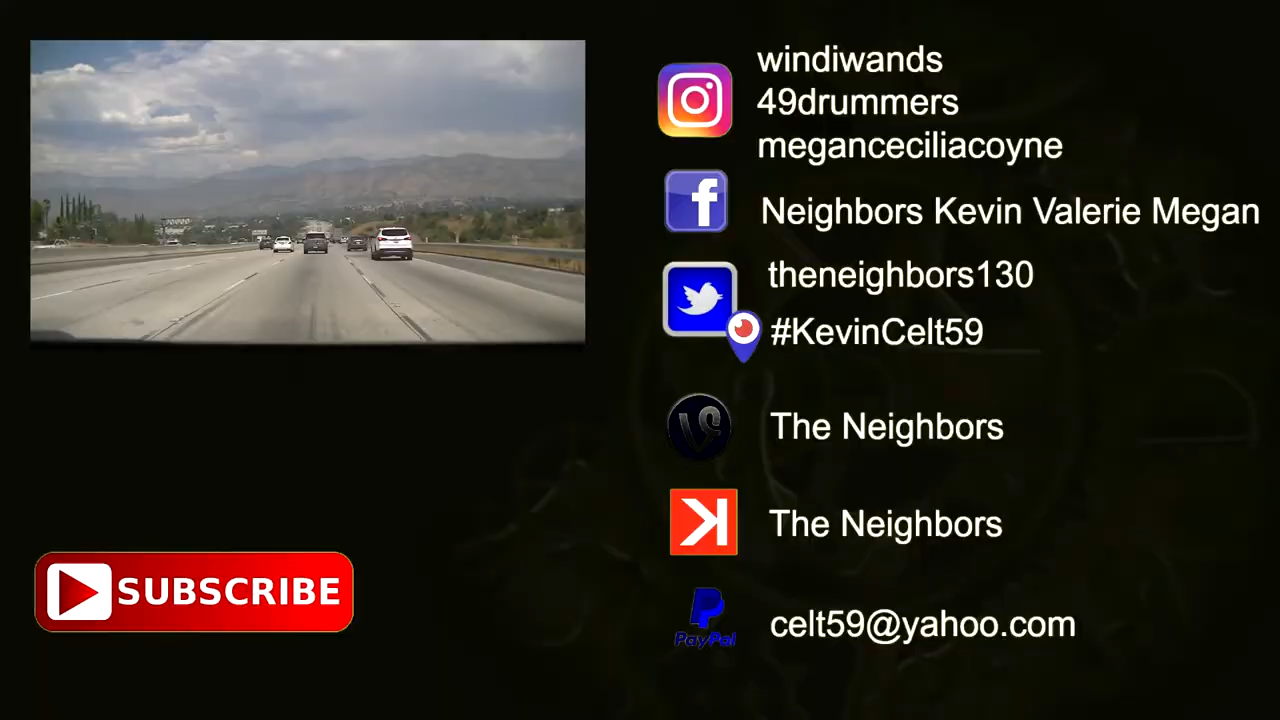 windiwands
49drummers
meganceciliacoyne
Neighbors Kevin Valerie Megan
theneighbors130
#KevinCelt59
The Neighbors
The Neighbors
SUBSCRIBE
PayPal
celt59@yahoo.com